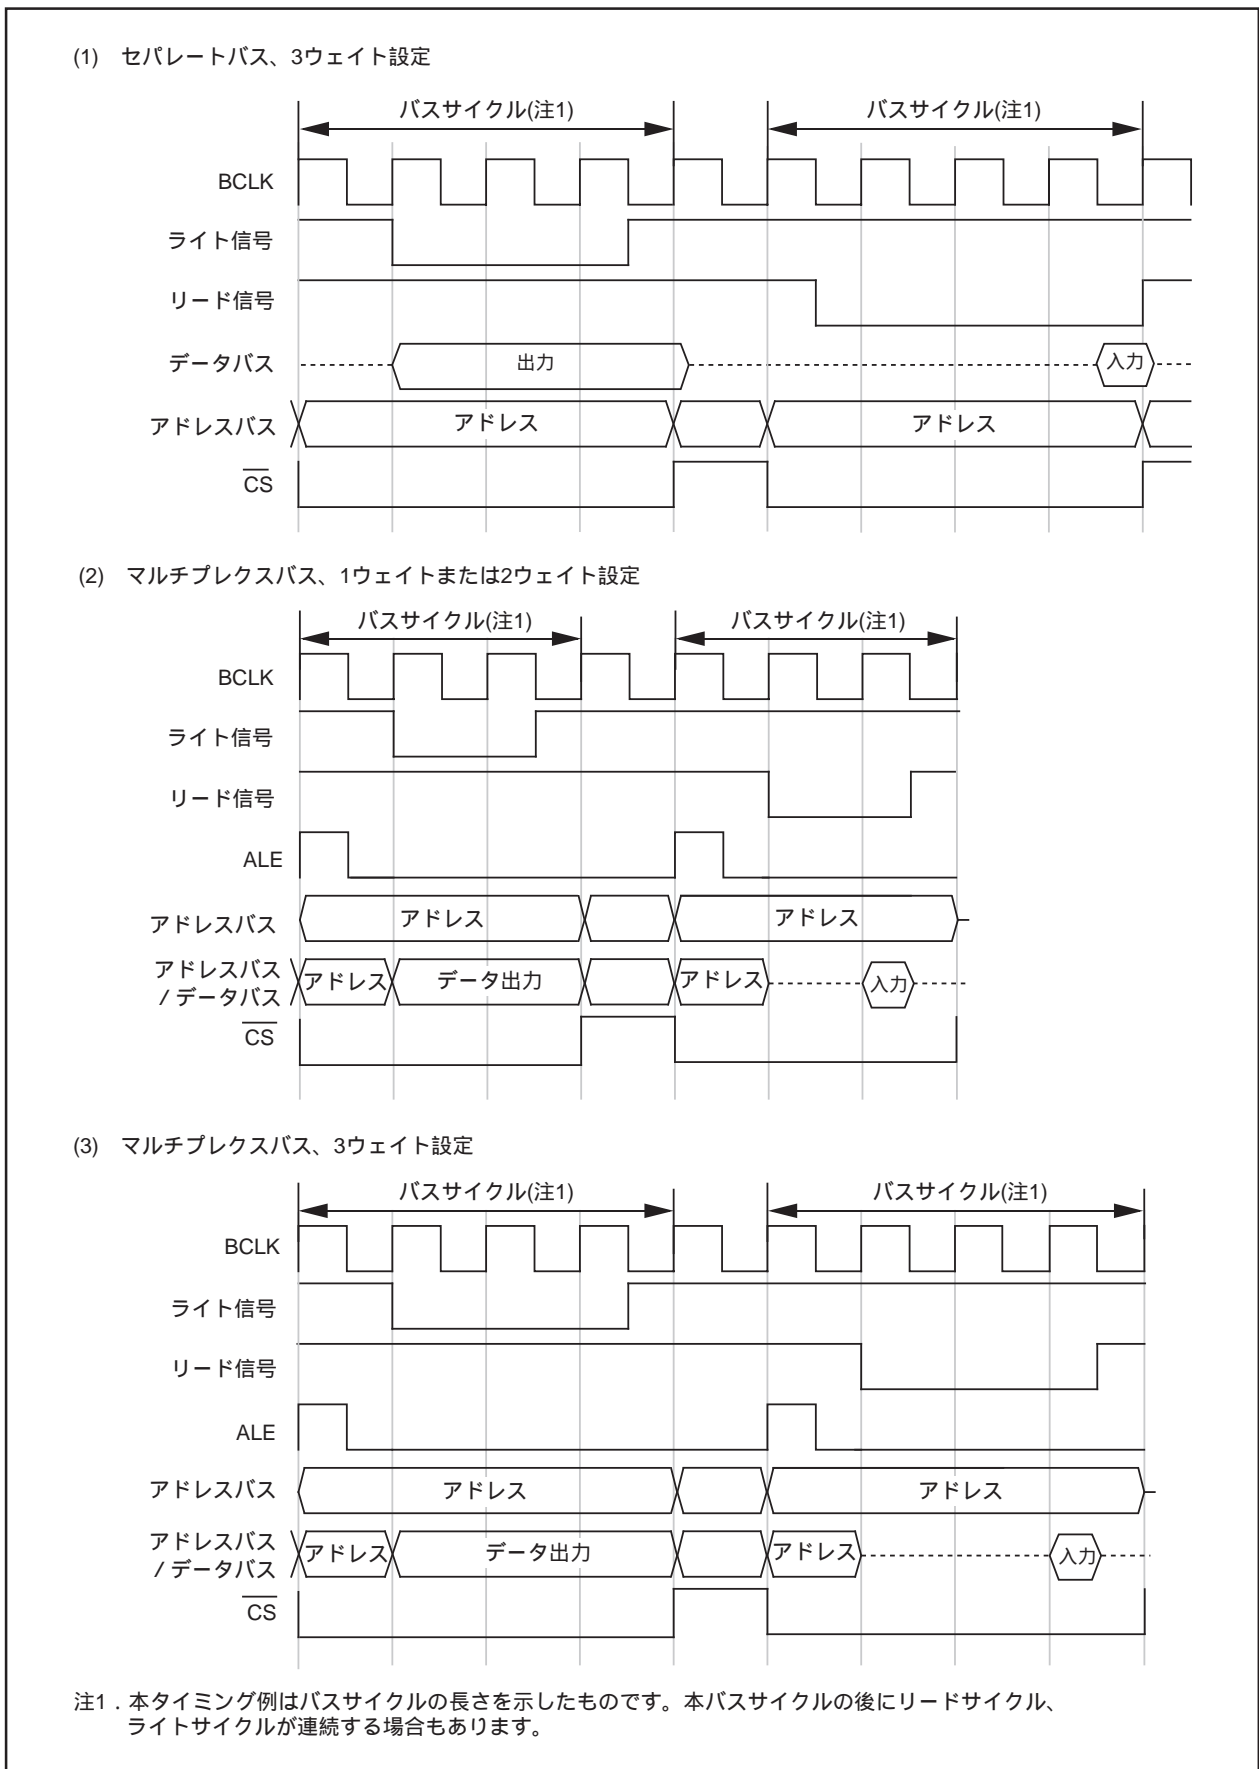 (1) セパレートバス、3ウェイト設定
バスサイクル(注1) バスサイクル(注1)
BCLK
ライト信号
リード信号
データバス 出力 入力
アドレスバス アドレス アドレス
CS
(2) マルチプレクスバス、1ウェイトまたは2ウェイト設定
バスサイクル(注1) バスサイクル(注1)
BCLK
ライト信号
リード信号
ALE
アドレスバス アドレス アドレス
アドレスバス
/ データバス アドレス データ出力 アドレス 入力
CS
(3) マルチプレクスバス、3ウェイト設定
バスサイクル(注1) バスサイクル(注1)
BCLK
ライト信号
リード信号
ALE
アドレスバス アドレス アドレス
アドレスバス
/ データバス アドレス データ出力 アドレス 入力
CS
注1．本タイミング例はバスサイクルの長さを示したものです。本バスサイクルの後にリードサイクル、
ライトサイクルが連続する場合もあります。